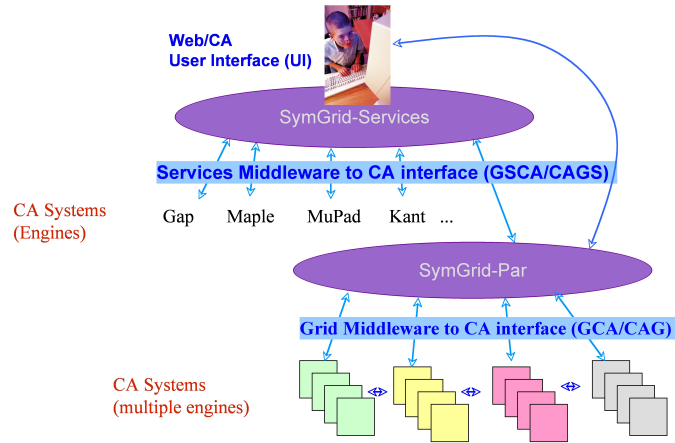 Web/CA
User Interface (UI)
SymGrid-Services
Services Middleware to CA interface (GSCA/CAGS)
CA Systems
(Engines)
Gap Maple MuPad Kant ...
SymGrid-Par
Grid Middleware to CA interface (GCA/CAG)
CA Systems
(multiple engines)